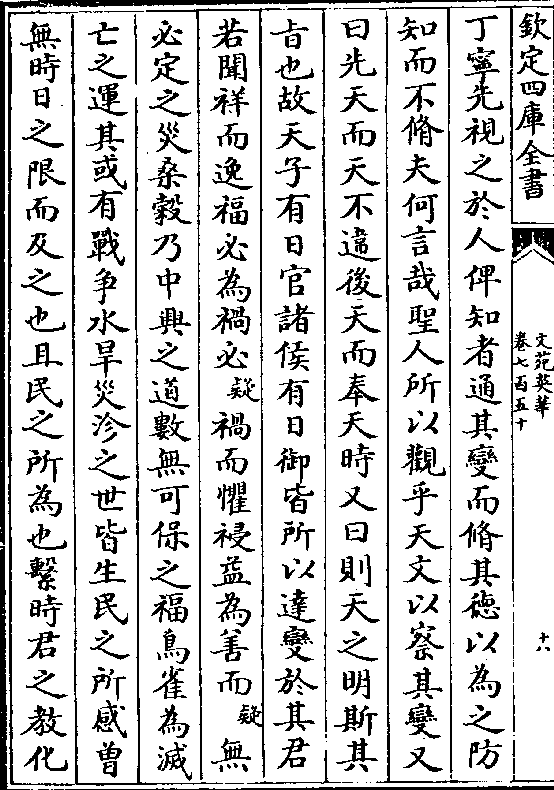 欽定四庫全書
文苑英華
卷七百五十
十六
丁寧先視之於人俾知者通其變而脩其德以為之防
知而不脩夫何言哉聖人所以觀乎天文以察其變又
曰先天而天不違後天而奉天時又曰則天之明斯其
旨也故天子有日官諸侯有日御皆所以達變於其君
若聞祥而逸福必為禍必疑禍而懼祲益為善而疑無
必定之災桑穀乃中興之道數無可保之福鳥雀為滅
亡之運其或有戰爭水旱災沴之世皆生民之所感曽
無時日之限而及之也且民之所為也繫時君之教化